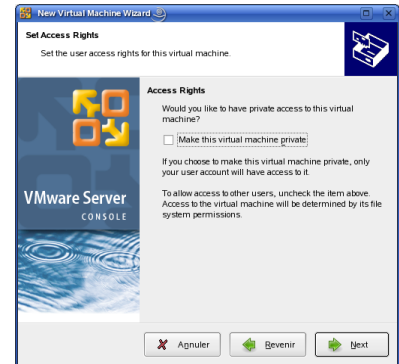 New Virtual Machine Wizard
Set Access Rights
Set the user access rights for this virtual machine.
Access Rights
Would you like to have private access to this virtual
machine?
Make this virtual machine private
If you choose to make this virtual machine private, only
your user account will have access to it.
To allow access to other users, uncheck the item above.
Access to the virtual machine will be determined by its file
system permissions.
VMware Server
CONSOLE
Annuler
Revenir
Next